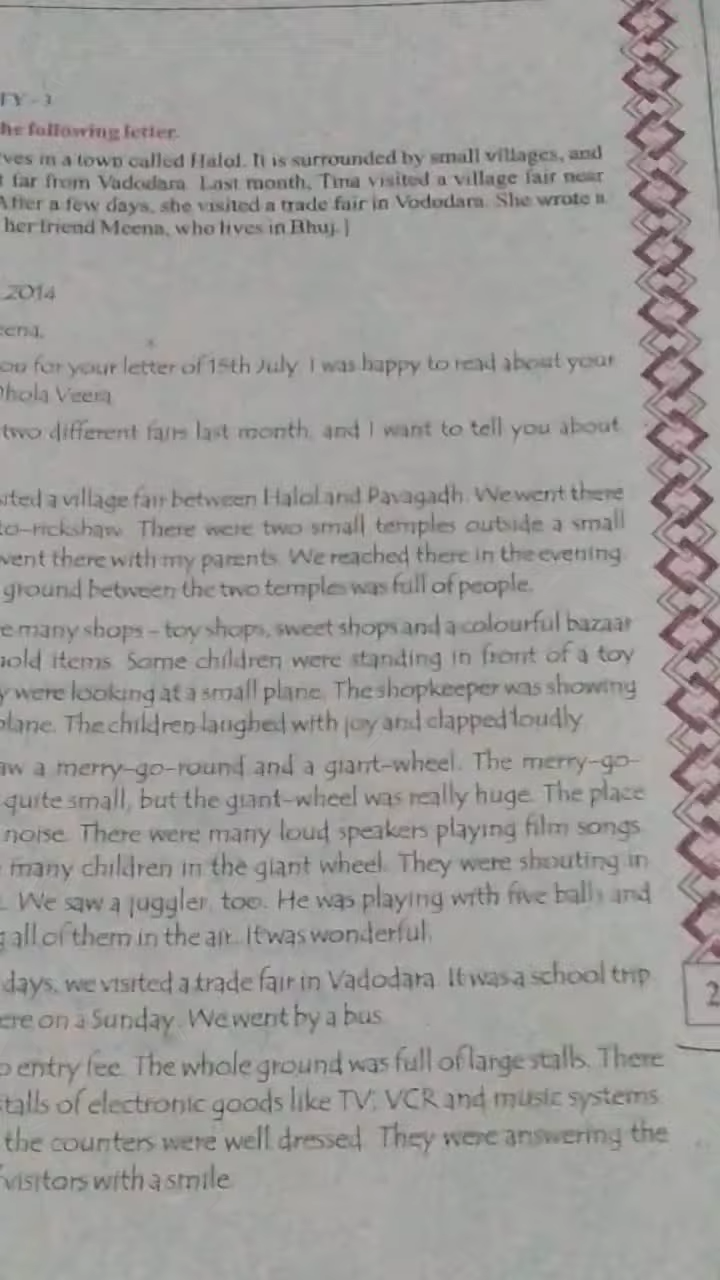 TY - 3
he following letter.
ves in a town called Halol. It is surrounded by small villages, and
t far from Vadodara. Last month, Tina visited a village fair near
After a few days, she visited a trade fair in Vododara. She wrote a
her friend Meena, who lives in Bhuj. ]
2014
eena,
ou for your letter of 15th July. I was happy to read about your
Dhola Veera
two different fairs last month, and I want to tell you about
sited a village fair between Halol and Pavagadh. We went there
to-rickshaw. There were two small temples outside a small
went there with my parents. We reached there in the evening.
ground between the two temples was full of people.
e many shops - toy shops, sweet shops and a colourful bazaar
hold items. Some children were standing in front of a toy
y were looking at a small plane. The shopkeeper was showing
plane. The children laughed with joy and clapped loudly.
aw a merry-go-round and a giant-wheel. The merry-go-
quite small, but the giant-wheel was really huge. The place
noise. There were many loud speakers playing film songs.
many children in the giant wheel. They were shouting in
. We saw a juggler, too. He was playing with five balls and
g all of them in the air. It was wonderful.
days, we visited a trade fair in Vadodara. It was a school trip.
ere on a Sunday. We went by a bus.
2
o entry fee. The whole ground was full of large stalls. There
talls of electronic goods like TV, VCR and music systems.
the counters were well dressed. They were answering the
visitors with a smile.